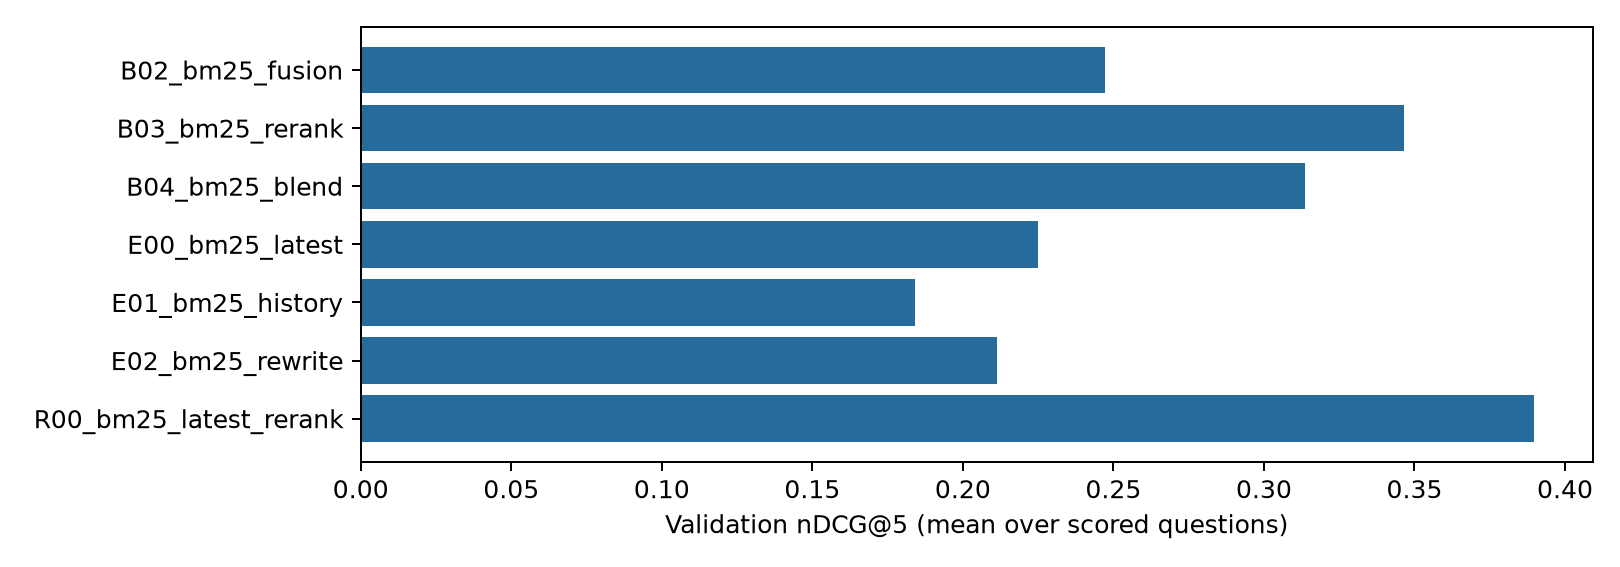 B02_bm25_fusion
B03_bm25_rerank
B04_bm25_blend
E00_bm25_latest
E01_bm25_history
E02_bm25_rewrite
R00_bm25_latest_rerank
0.00 0.05 0.10 0.15 0.20 0.25 0.30 0.35 0.40
Validation nDCG@5 (mean over scored questions)